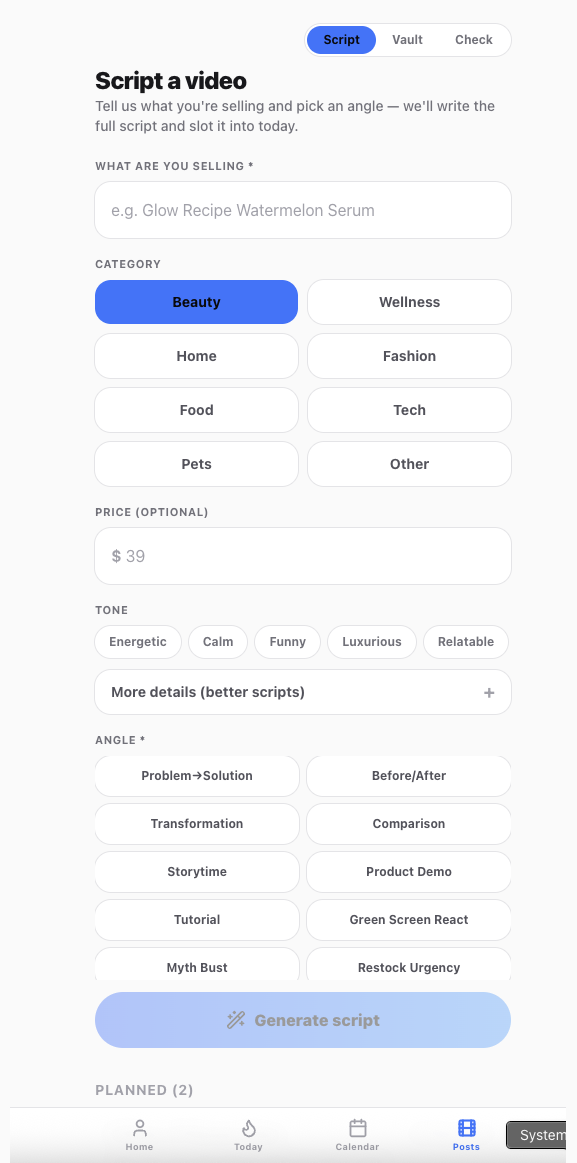 Script Vault Check
Script a video
Tell us what you're selling and pick an angle — we'll write the
full script and slot it into today.
WHAT ARE YOU SELLING *
e.g. Glow Recipe Watermelon Serum
CATEGORY
Beauty Wellness
Home Fashion
Food Tech
Pets Other
PRICE (OPTIONAL)
$ 39
TONE
Energetic Calm Funny Luxurious Relatable
More details (better scripts) +
ANGLE *
Problem→Solution Before/After
Transformation Comparison
Storytime Product Demo
Tutorial Green Screen React
Myth Bust Restock Urgency
Generate script
PLANNED (2)
Home Today Calendar Posts System